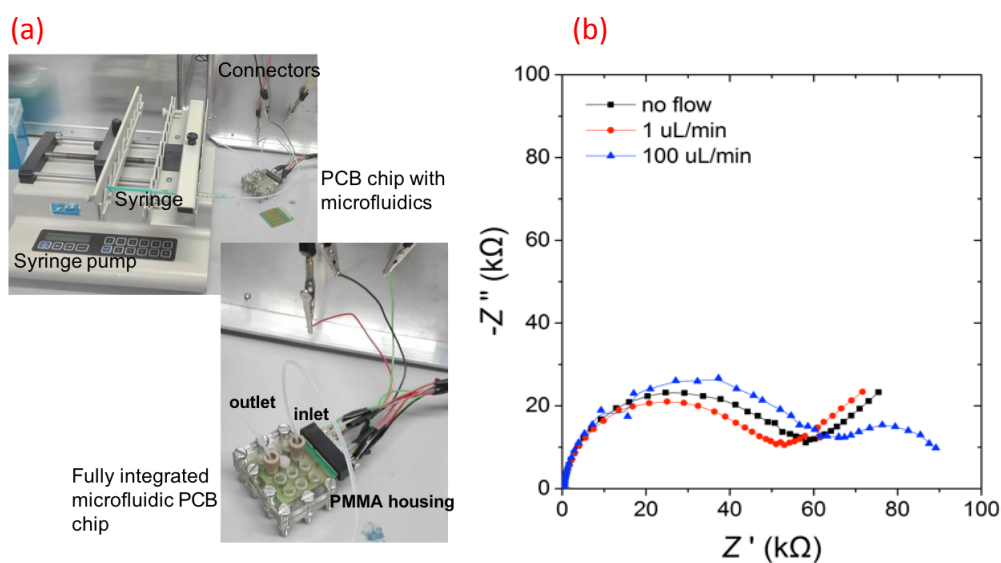 (a)
Connectors
Syringe
PCB chip with
microfluidics
Syringe pump
outlet
inlet
Fully integrated
microfluidic PCB
chip
PMMA housing
(b)
-Z" (kΩ)
100
80
60
40
20
0
no flow
1 uL/min
100 uL/min
0 20 40 60 80 100
Z ' (kΩ)